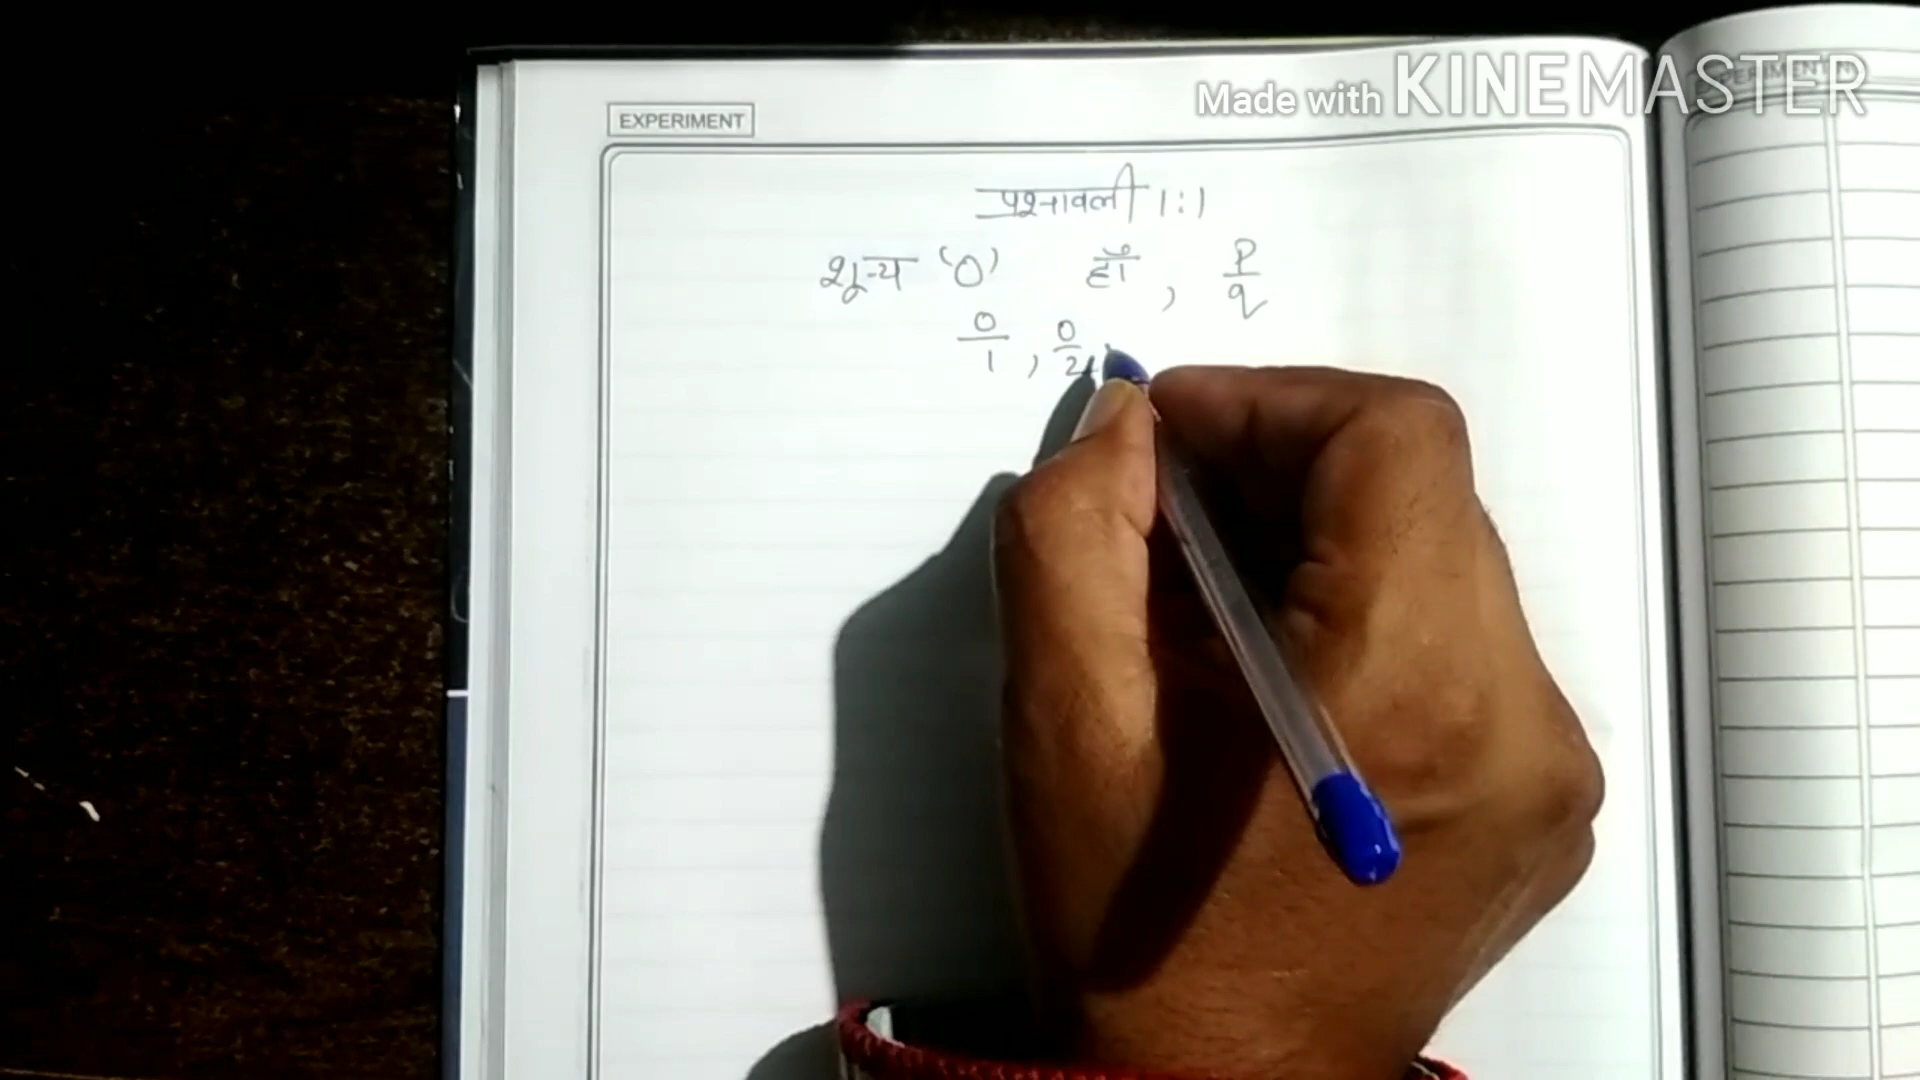 Made with KINEMASTER
EXPERIMENT
प्रश्नावली 1:1
शून्य '0' हाँ, p/q
0/1, 0/2,